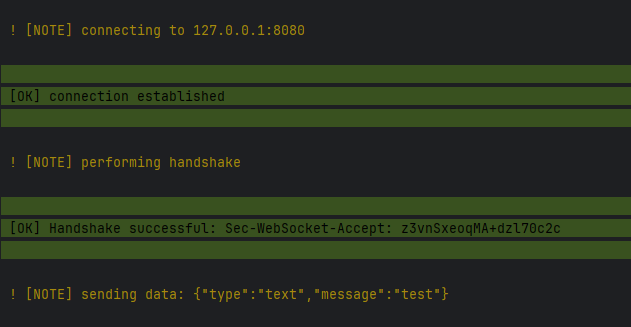 ! [NOTE] connecting to 127.0.0.1:8080
[OK] connection established
! [NOTE] performing handshake
[OK] Handshake successful: Sec-WebSocket-Accept: z3vnSxeoqMA+dzl70c2c
! [NOTE] sending data: {"type":"text","message":"test"}